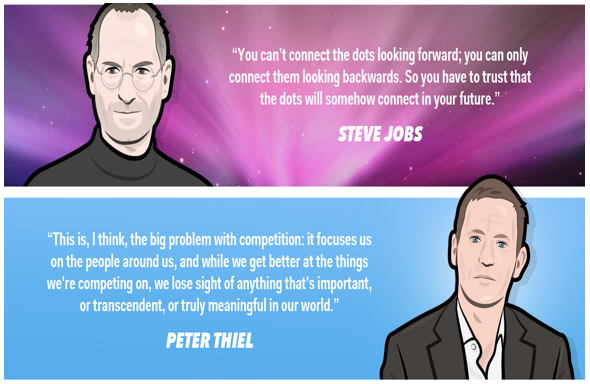 “You can't connect the dots looking forward; you can only
connect them looking backwards. So you have to trust that
the dots will somehow connect in your future.”
STEVE JOBS
“This is, I think, the big problem with competition: it focuses us
on the people around us, and while we get better at the things
we're competing on, we lose sight of anything that's important,
or transcendent, or truly meaningful in our world.”
PETER THIEL